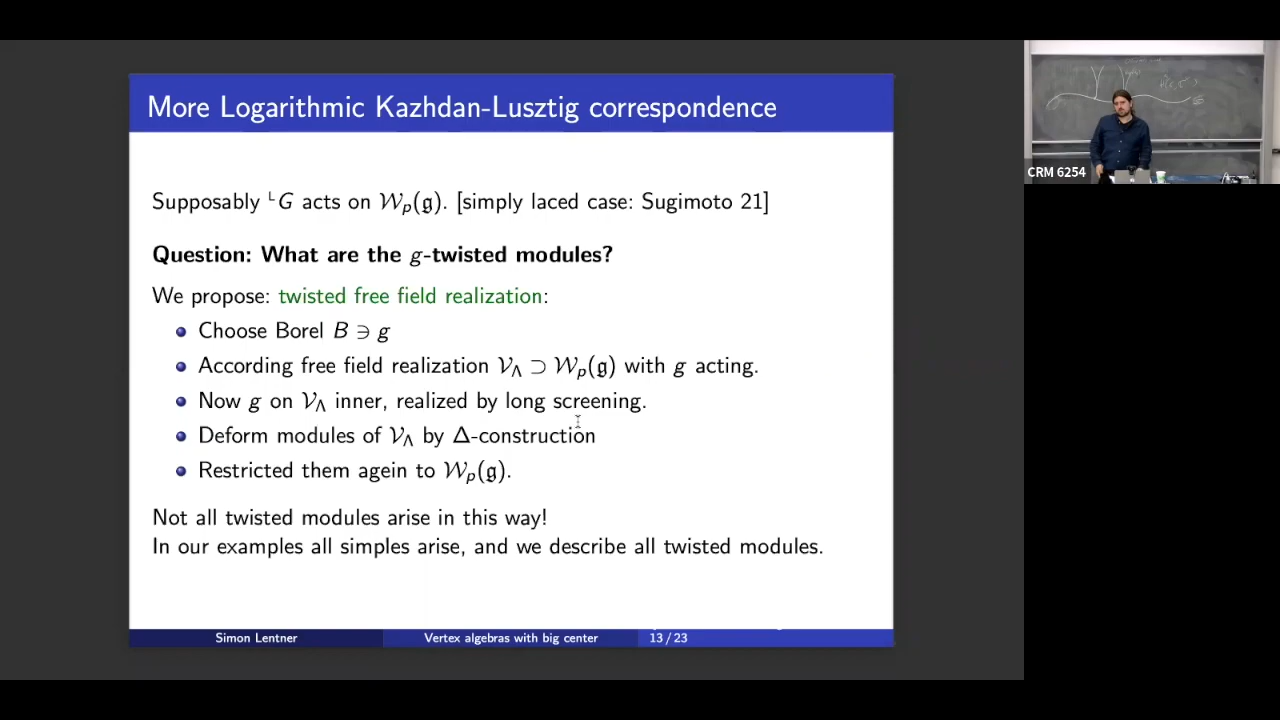 More Logarithmic Kazhdan-Lusztig correspondence
Supposably ᴸG acts on 𝒲ₚ(𝔤). [simply laced case: Sugimoto 21]
Question: What are the g-twisted modules?
We propose: twisted free field realization:
Choose Borel B ∋ g
According free field realization 𝒱_Λ ⊃ 𝒲ₚ(𝔤) with g acting.
Now g on 𝒱_Λ inner, realized by long screening.
Deform modules of 𝒱_Λ by Δ-construction
Restricted them agein to 𝒲ₚ(𝔤).
Not all twisted modules arise in this way!
In our examples all simples arise, and we describe all twisted modules.
Simon Lentner
Vertex algebras with big center
13 / 23
CRM 6254